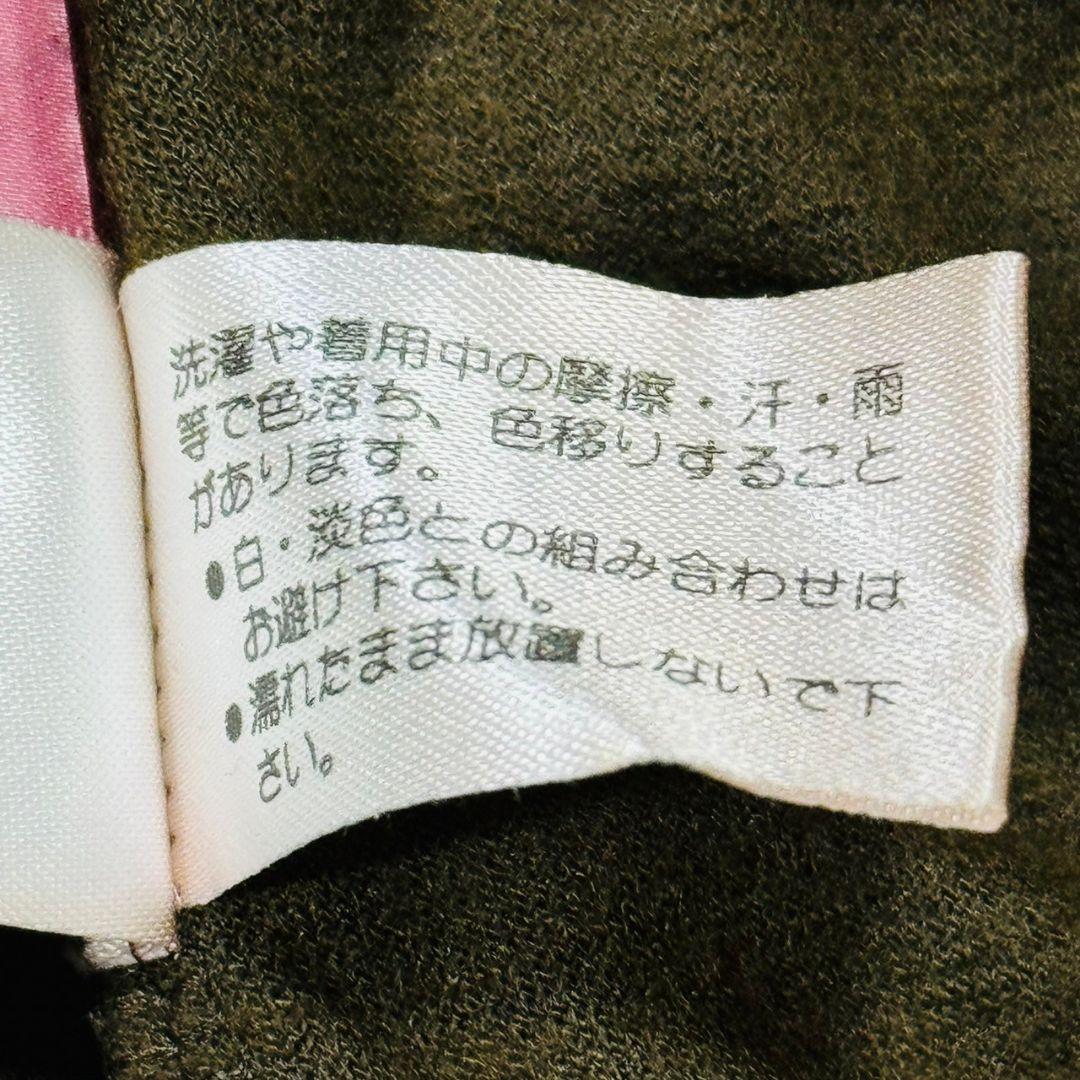 洗濯や着用中の摩擦・汗・雨
等で色落ち、色移りすること
があります。
●白・淡色との組み合わせは
お避け下さい。
●濡れたまま放置しないで下
さい。